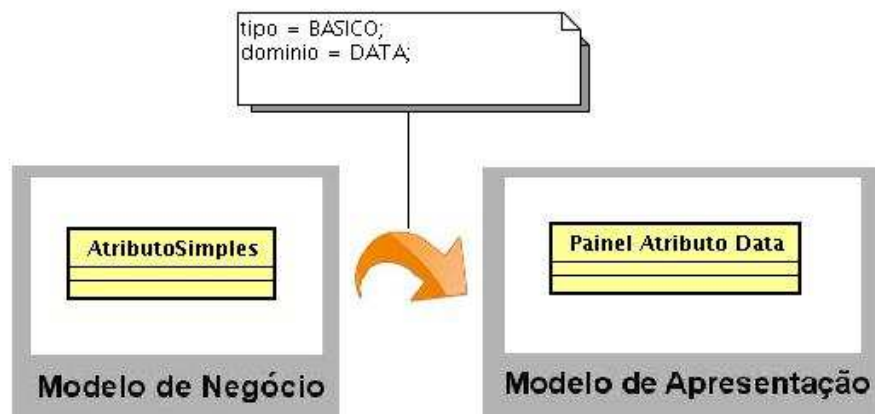 tipo = BASICO;
dominio = DATA;
AtributoSimples
Painel Atributo Data
Modelo de Negócio
Modelo de Apresentação